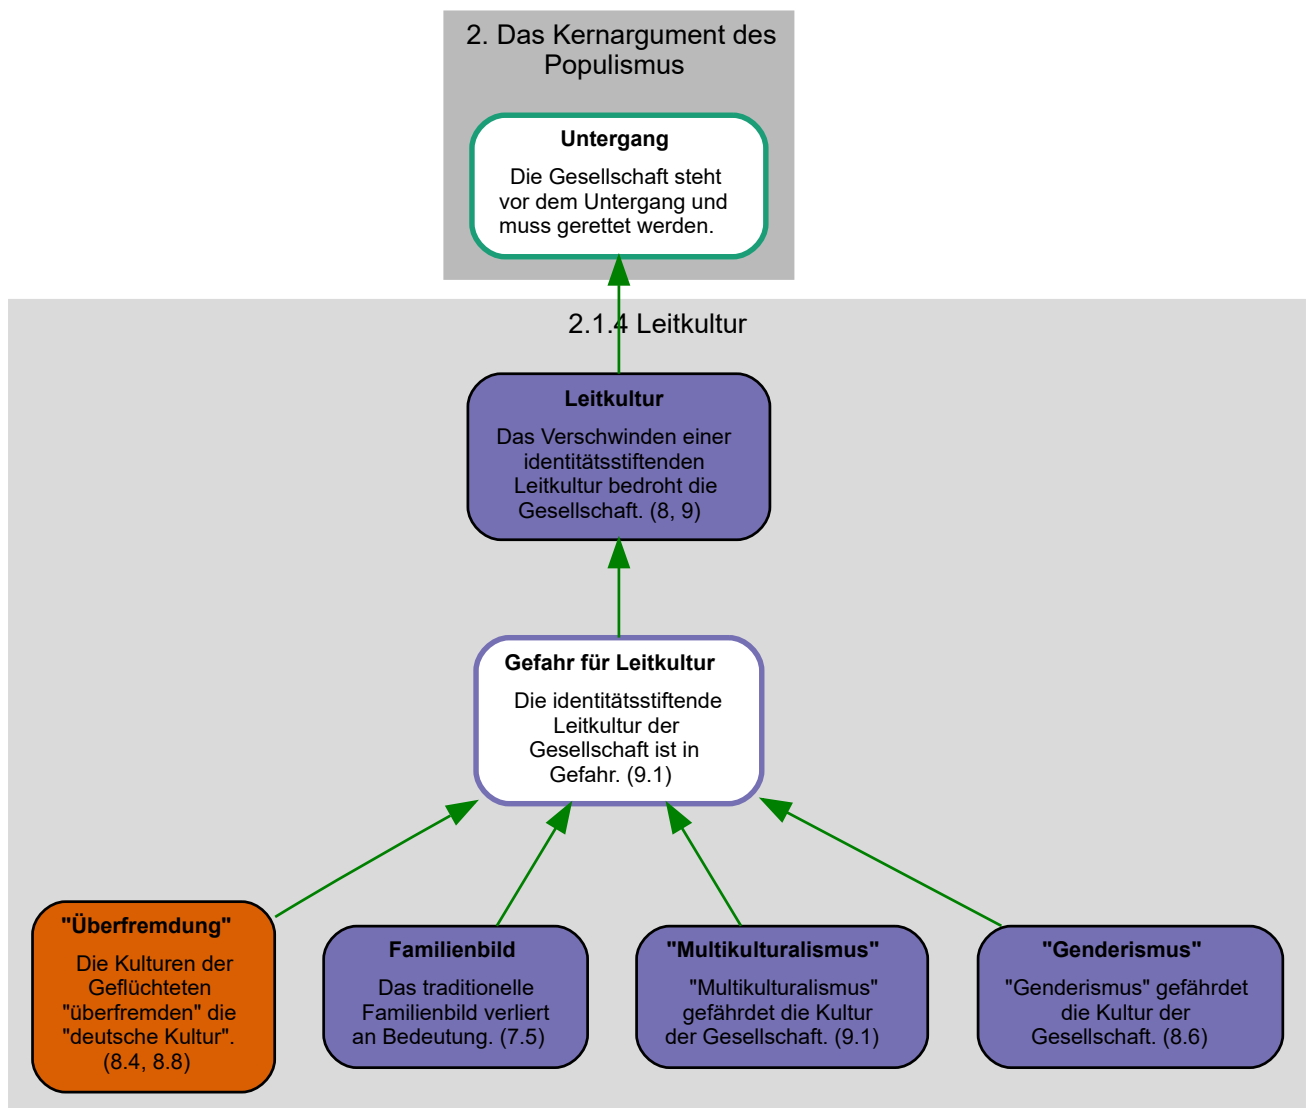 2. Das Kernargument des
Populismus
Untergang
Die Gesellschaft steht
vor dem Untergang und
muss gerettet werden.
2.1.4 Leitkultur
Leitkultur
Das Verschwinden einer
identitätsstiftenden
Leitkultur bedroht die
Gesellschaft. (8, 9)
Gefahr für Leitkultur
Die identitätsstiftende
Leitkultur der
Gesellschaft ist in
Gefahr. (9.1)
"Überfremdung"
Die Kulturen der
Geflüchteten
"überfremden" die
"deutsche Kultur".
(8.4, 8.8)
Familienbild
Das traditionelle
Familienbild verliert
an Bedeutung. (7.5)
"Multikulturalismus"
"Multikulturalismus"
gefährdet die Kultur
der Gesellschaft. (9.1)
"Genderismus"
"Genderismus" gefährdet
die Kultur der
Gesellschaft. (8.6)